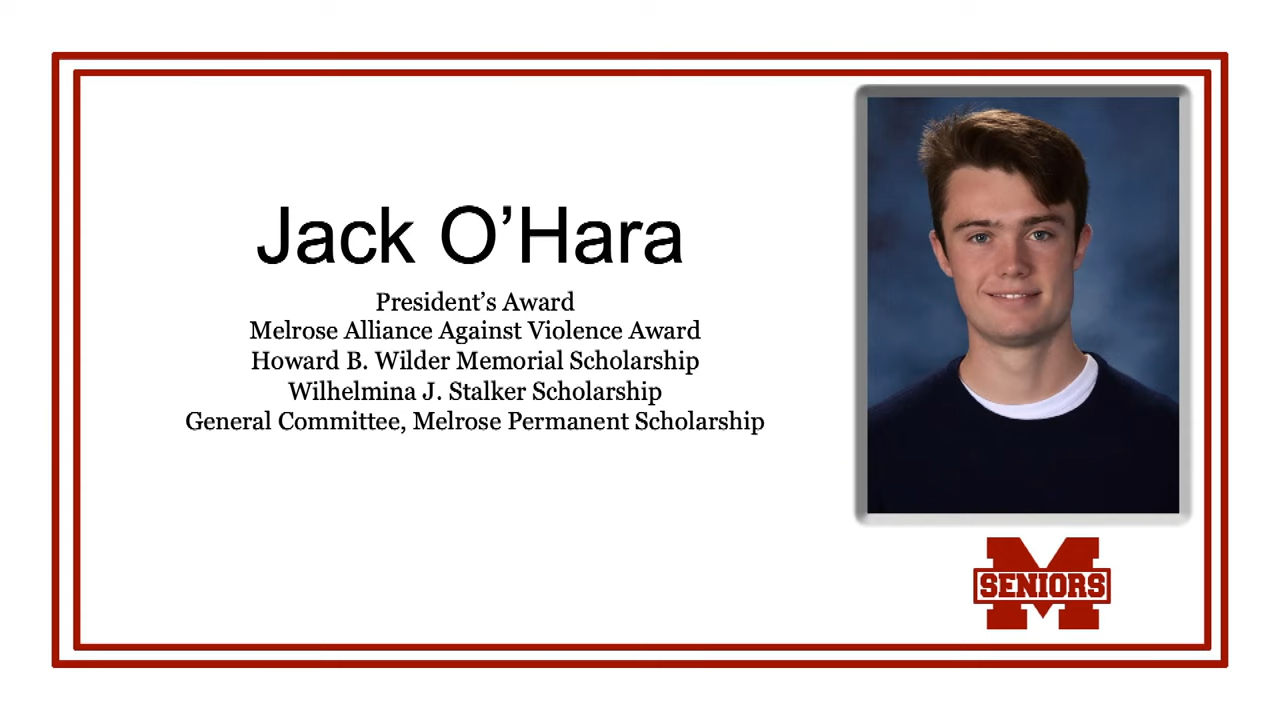 Jack O’Hara
President’s Award
Melrose Alliance Against Violence Award
Howard B. Wilder Memorial Scholarship
Wilhelmina J. Stalker Scholarship
General Committee, Melrose Permanent Scholarship
M
SENIORS